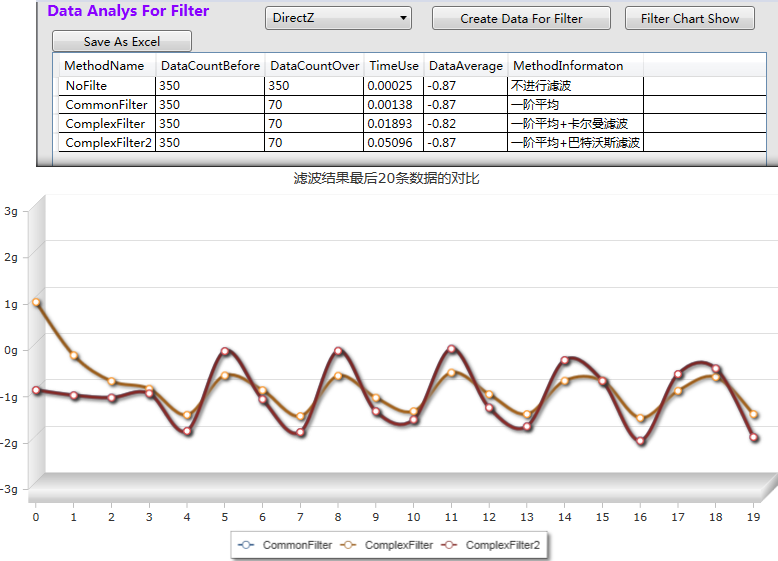 Data Analys For Filter
DirectZ
Create Data For Filter
Filter Chart Show
Save As Excel
MethodName DataCountBefore DataCountOver TimeUse DataAverage MethodInformaton
NoFilte 350 350 0.00025 -0.87 不进行滤波
CommonFilter 350 70 0.00138 -0.87 一阶平均
ComplexFilter 350 70 0.01893 -0.82 一阶平均+卡尔曼滤波
ComplexFilter2 350 70 0.05096 -0.87 一阶平均+巴特沃斯滤波
滤波结果最后20条数据的对比
3g
2g
1g
0g
-1g
-2g
-3g
0 1 2 3 4 5 6 7 8 9 10 11 12 13 14 15 16 17 18 19
CommonFilter ComplexFilter ComplexFilter2